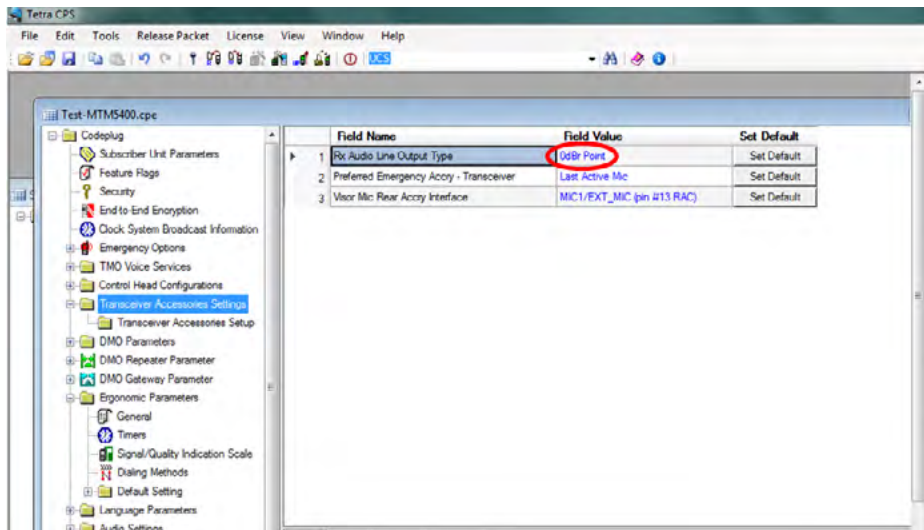 Tetra CPS
File Edit Tools Release Packet License View Window Help
UCS
Test-MTM5400.cpe
Codeplug
Subscriber Unit Parameters
Feature Flags
Security
End to End Enryption
Clock System Broadcast Information
Emergency Options
TMO Voice Services
Control Head Configurations
Transceiver Accessories Settings
Transceiver Accessories Setup
DMO Parameters
DMO Repeater Parameter
DMO Gateway Parameter
Ergonomic Parameters
General
Timers
Signal/Quality Indication Scale
Dialing Methods
Default Setting
Language Parameters
Audio Settings
Field Name Field Value Set Default
1 Rx Audio Line Output Type 0dBr Point Set Default
2 Preferred Emergency Accry - Transceiver Last Active Mic Set Default
3 Visor Mic Rear Accry Interface MIC1/EXT_MIC (pin #13 RAC) Set Default